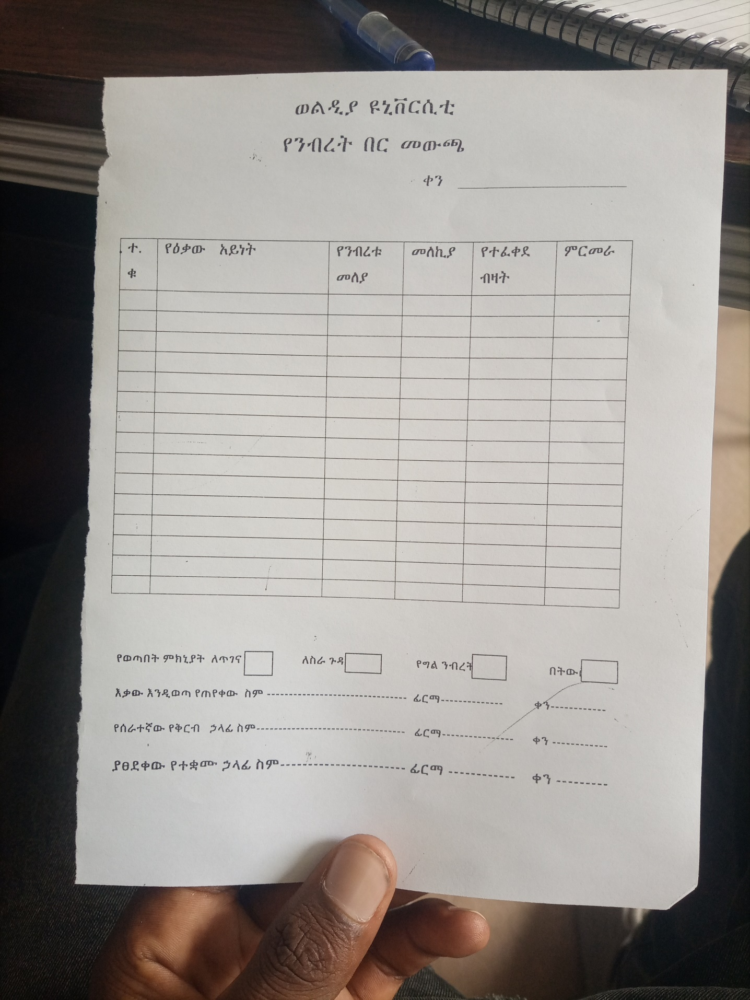 ወልዲያ ዩኒቨርሲቲ
የንብረት በር መውጫ
ቀን
ተ.
ቁ
የዕቃው አይነት
የንብረቱ
መለያ
መለኪያ
የተፈቀደ
ብዛት
ምርመራ
የወጣበት ምክኒያት ለጥገና ለስራ ጉዳ የግል ንብረት በትው
እቃው እንዲወጣ የጠየቀው ስም ፊርማ ቀን
የሰራተኛው የቅርብ ኃላፊ ስም ፊርማ ቀን
ያፀደቀው የተቋሙ ኃላፊ ስም ፊርማ ቀን